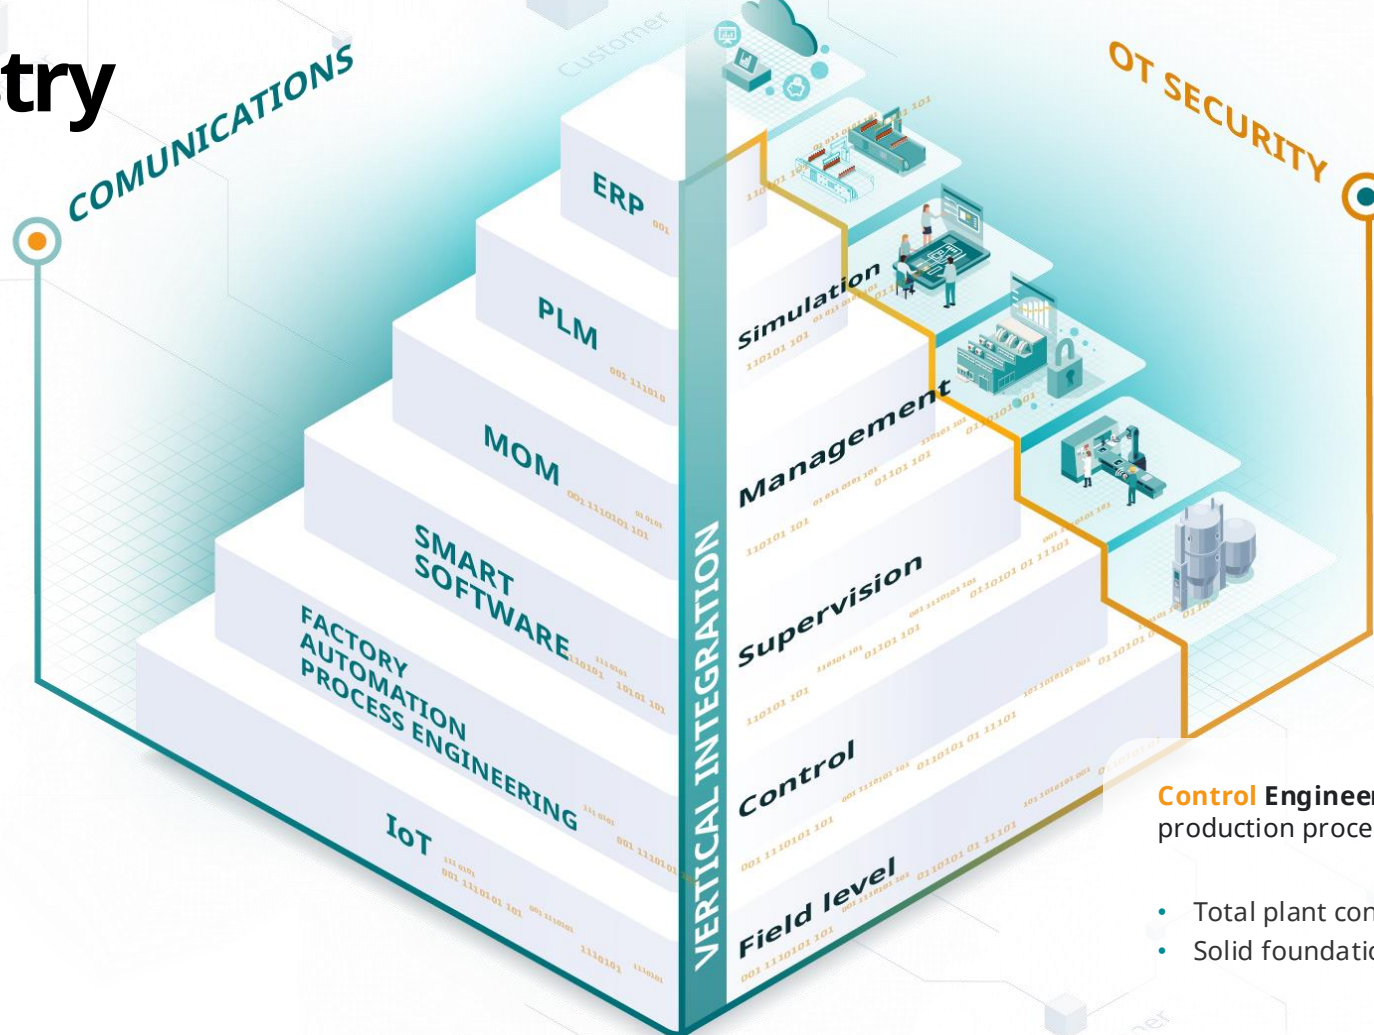 try
COMUNICATIONS
Customer
OT SECURITY
ERP
PLM
MOM
SMART
SOFTWARE
FACTORY
AUTOMATION
PROCESS ENGINEERING
IoT
VERTICAL INTEGRATION
Simulation
Management
Supervision
Control
Field level
Control Engineer
production proce
• Total plant con
• Solid foundatio